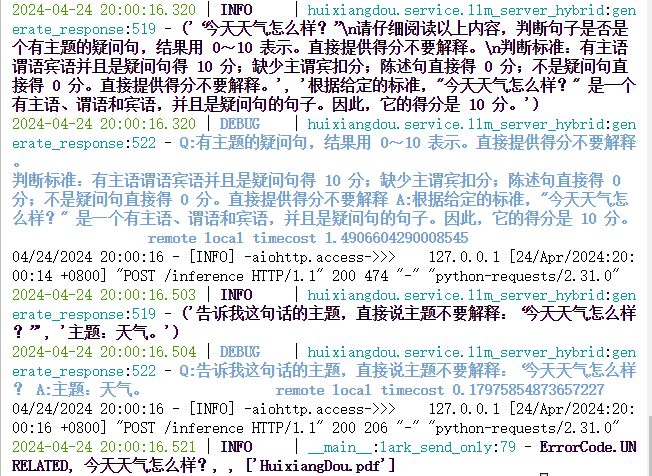 2024-04-24 20:00:16.320 | INFO     | huixiangdou.service.llm_server_hybrid:gen
erate_response:519 - ('“今天天气怎么样？”\n请仔细阅读以上内容，判断句子是否是
个有主题的疑问句，结果用 0～10 表示。直接提供得分不要解释。\n判断标准：有主语
谓语宾语并且是疑问句得 10 分；缺少主谓宾扣分；陈述句直接得 0 分；不是疑问句直
接得 0 分。直接提供得分不要解释。', '根据给定的标准，"今天天气怎么样？" 是一个
有主语、谓语和宾语，并且是疑问句的句子。因此，它的得分是 10 分。')
2024-04-24 20:00:16.320 | DEBUG    | huixiangdou.service.llm_server_hybrid:gen
erate_response:522 - Q:有主题的疑问句，结果用 0～10 表示。直接提供得分不要解释
。
判断标准：有主语谓语宾语并且是疑问句得 10 分；缺少主谓宾扣分；陈述句直接得 0
分；不是疑问句直接得 0 分。直接提供得分不要解释 A:根据给定的标准，"今天天气怎
么样？" 是一个有主语、谓语和宾语，并且是疑问句的句子。因此，它的得分是 10 分。
remote local timecost 1.4906604290008545
04/24/2024 20:00:16 - [INFO] -aiohttp.access->>>    127.0.0.1 [24/Apr/2024:20:
00:14 +0800] "POST /inference HTTP/1.1" 200 474 "-" "python-requests/2.31.0"
2024-04-24 20:00:16.503 | INFO     | huixiangdou.service.llm_server_hybrid:gen
erate_response:519 - ('告诉我这句话的主题，直接说主题不要解释：“今天天气怎么样
？”', '主题：天气。')
2024-04-24 20:00:16.504 | DEBUG    | huixiangdou.service.llm_server_hybrid:gen
erate_response:522 - Q:告诉我这句话的主题，直接说主题不要解释：“今天天气怎么样
？ A:主题：天气。            remote local timecost 0.17975854873657227
04/24/2024 20:00:16 - [INFO] -aiohttp.access->>>    127.0.0.1 [24/Apr/2024:20:
00:16 +0800] "POST /inference HTTP/1.1" 200 206 "-" "python-requests/2.31.0"
2024-04-24 20:00:16.521 | INFO     | __main__:lark_send_only:79 - ErrorCode.UN
RELATED, 今天天气怎么样？, , ['HuixiangDou.pdf']